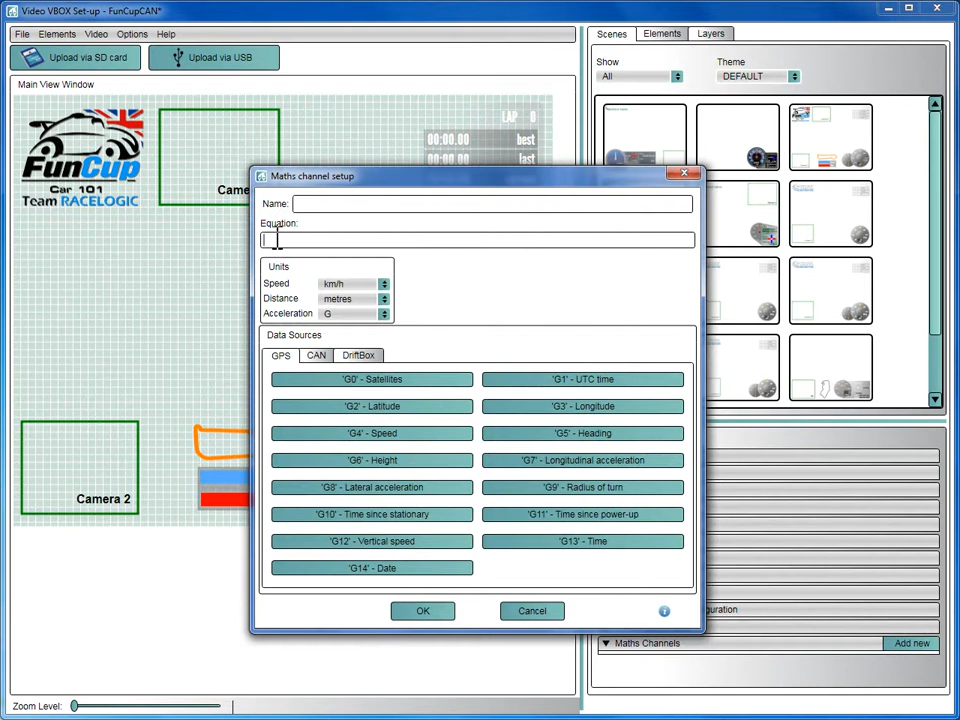 Video VBOX Set-up - FunCupCAN*
File Elements Video Options Help
Upload via SD card Upload via USB
Main View Window
FunCup
Car 101
Team RACELOGIC
Came
LAP 0
00:00.00 best
00:00.00 last
Camera 2
Maths channel setup
Name:
Equation:
Units
Speed km/h
Distance metres
Acceleration G
Data Sources
GPS CAN DriftBox
'G0' - Satellites 'G1' - UTC time
'G2' - Latitude 'G3' - Longitude
'G4' - Speed 'G5' - Heading
'G6' - Height 'G7' - Longitudinal acceleration
'G8' - Lateral acceleration 'G9' - Radius of turn
'G10' - Time since stationary 'G11' - Time since power-up
'G12' - Vertical speed 'G13' - Time
'G14' - Date
OK Cancel
Scenes Elements Layers
Show Theme
All DEFAULT
guration
Maths Channels Add new
Zoom Level: